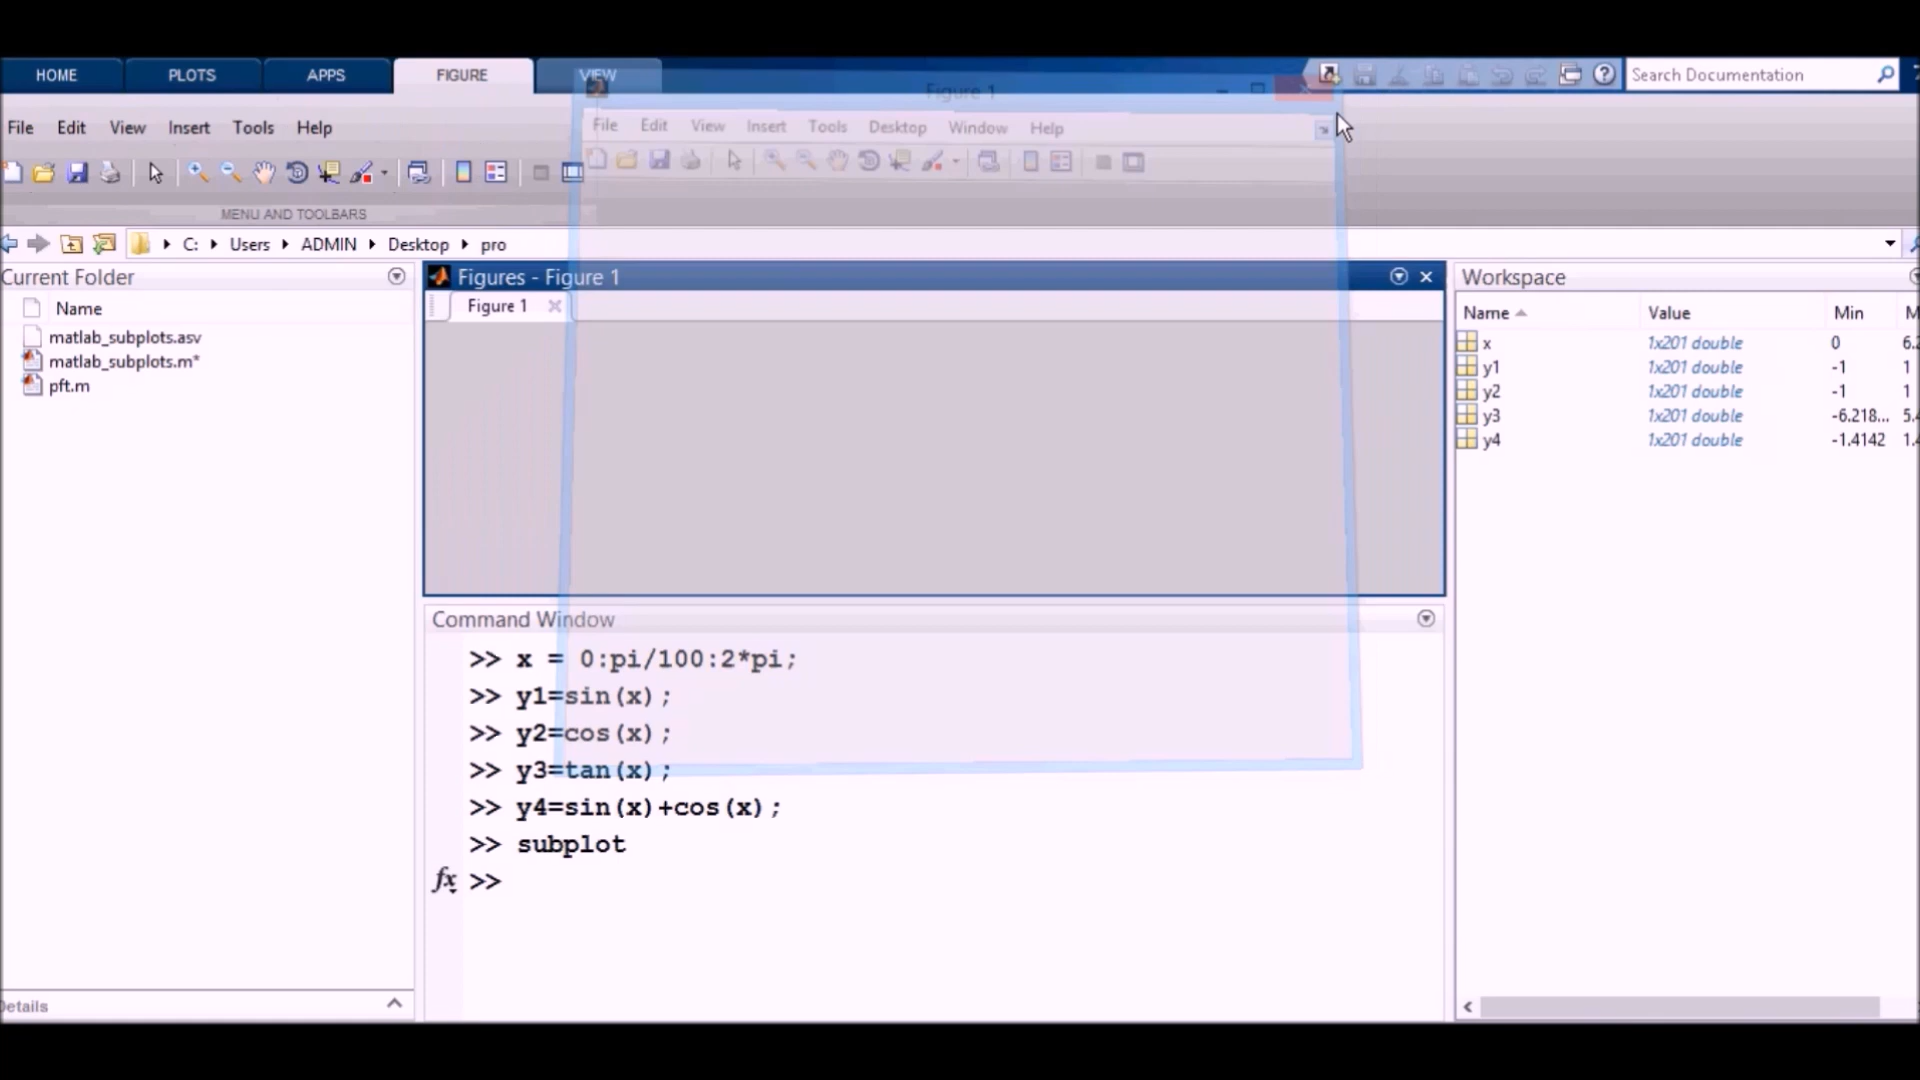 HOME PLOTS APPS FIGURE VIEW
Search Documentation
Figure 1
File Edit View Insert Tools Help
File Edit View Insert Tools Desktop Window Help
MENU AND TOOLBARS
C: Users ADMIN Desktop pro
Current Folder
Name
matlab_subplots.asv
matlab_subplots.m*
pft.m
Details
Figures - Figure 1
Figure 1
Command Window
>> x = 0:pi/100:2*pi;
>> y1=sin(x);
>> y2=cos(x);
>> y3=tan(x);
>> y4=sin(x)+cos(x);
>> subplot
fx >>
Workspace
Name Value Min
x 1x201 double 0
y1 1x201 double -1 1
y2 1x201 double -1 1
y3 1x201 double -6.218...
y4 1x201 double -1.4142